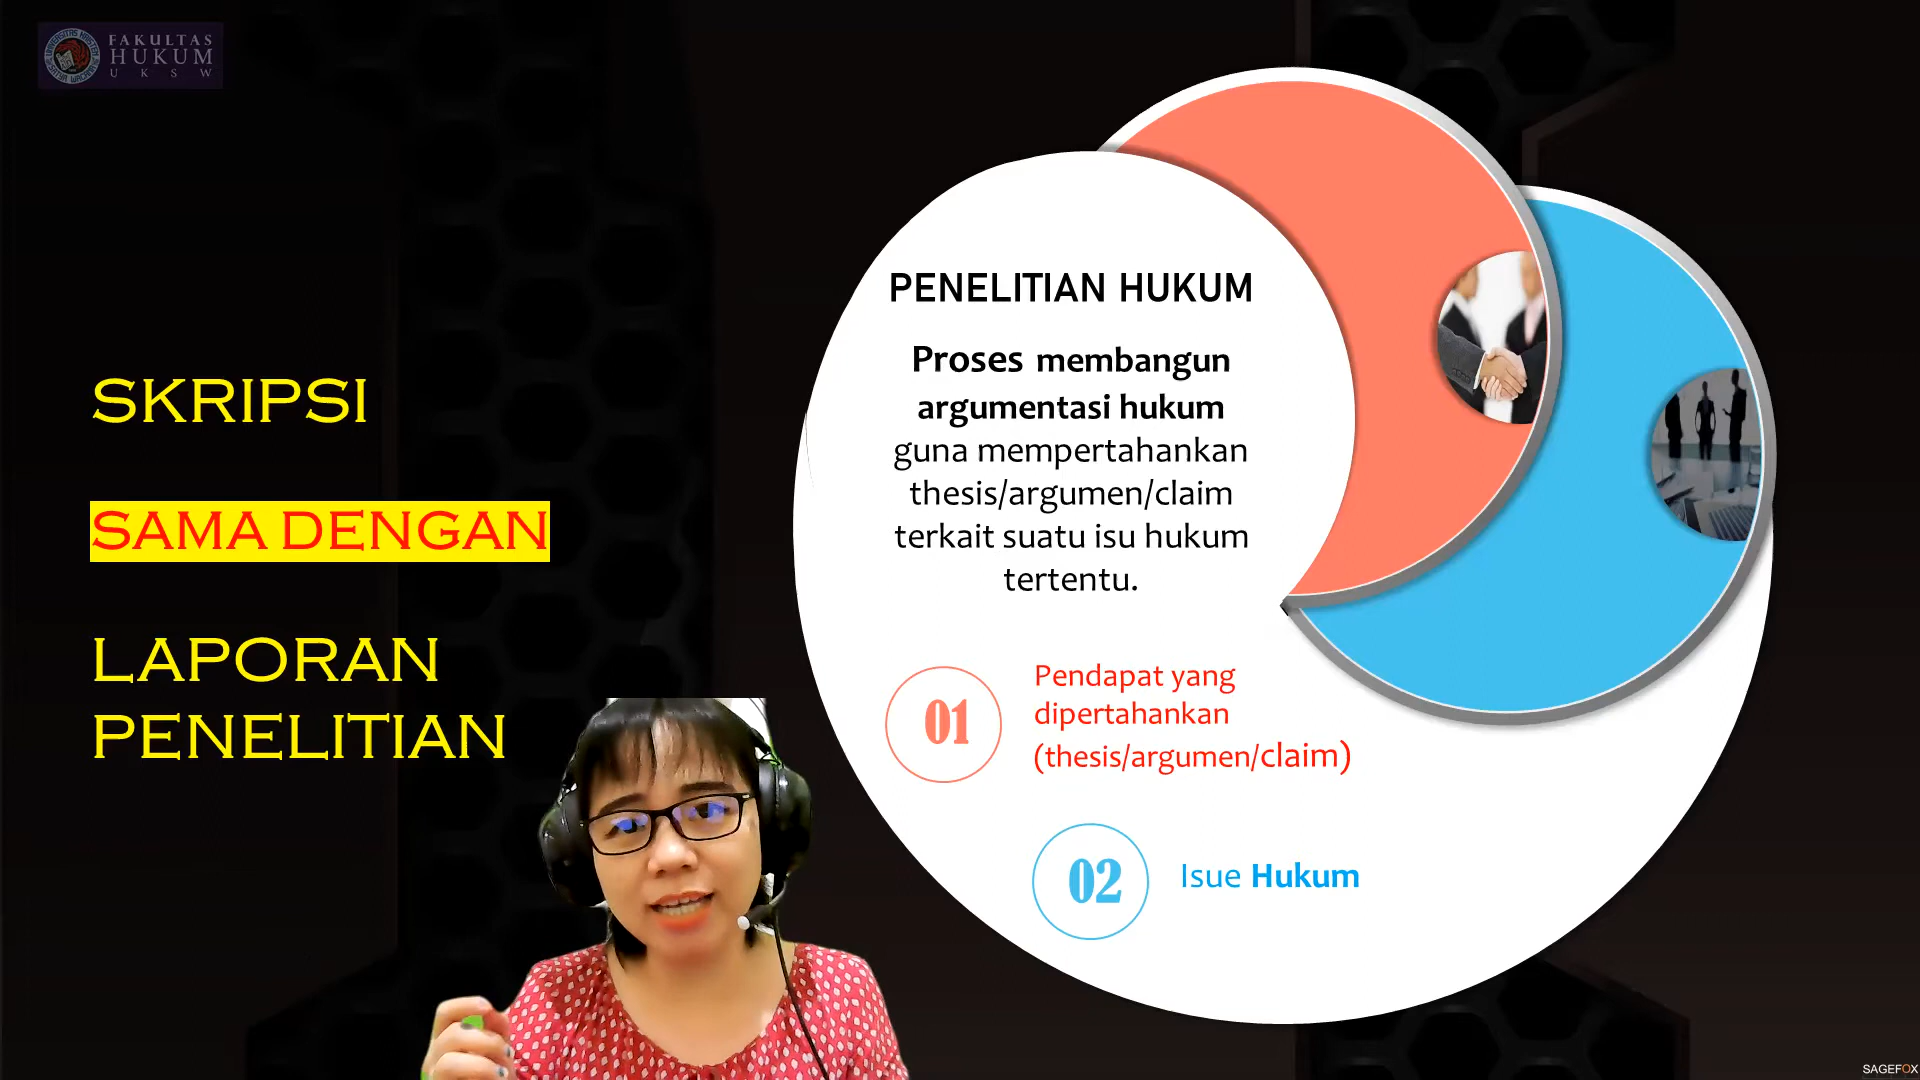 FAKULTAS
HUKUM
UKSW
SKRIPSI
SAMA DENGAN
LAPORAN
PENELITIAN
PENELITIAN HUKUM
Proses membangun
argumentasi hukum
guna mempertahankan
thesis/argumen/claim
terkait suatu isu hukum
tertentu.
01
Pendapat yang
dipertahankan
(thesis/argumen/claim)
02
Isue Hukum
SAGEFOX